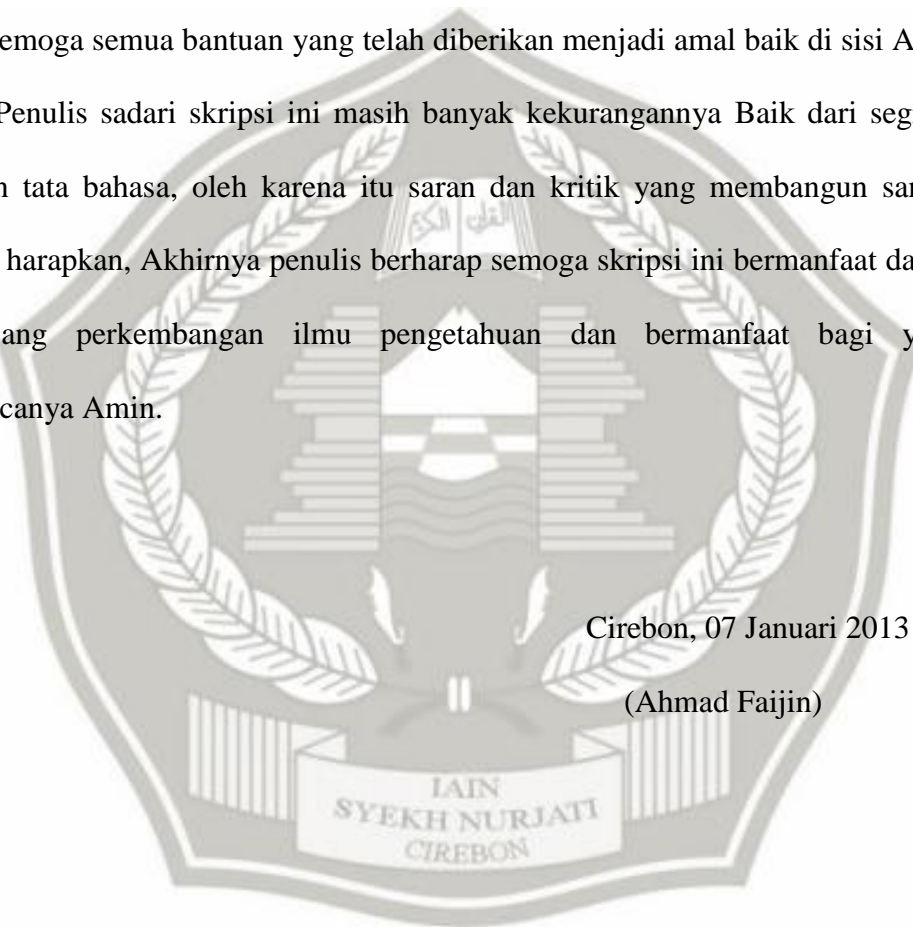 emoga semua bantuan yang telah diberikan menjadi amal baik di sisi A
Penulis sadari skripsi ini masih banyak kekurangannya Baik dari seg
n tata bahasa, oleh karena itu saran dan kritik yang membangun sa
harapkan, Akhirnya penulis berharap semoga skripsi ini bermanfaat da
ang perkembangan ilmu pengetahuan dan bermanfaat bagi y
canya Amin.
Cirebon, 07 Januari 2013
(Ahmad Faijin)
IAIN
SYEKH NURJATI
CIREBON